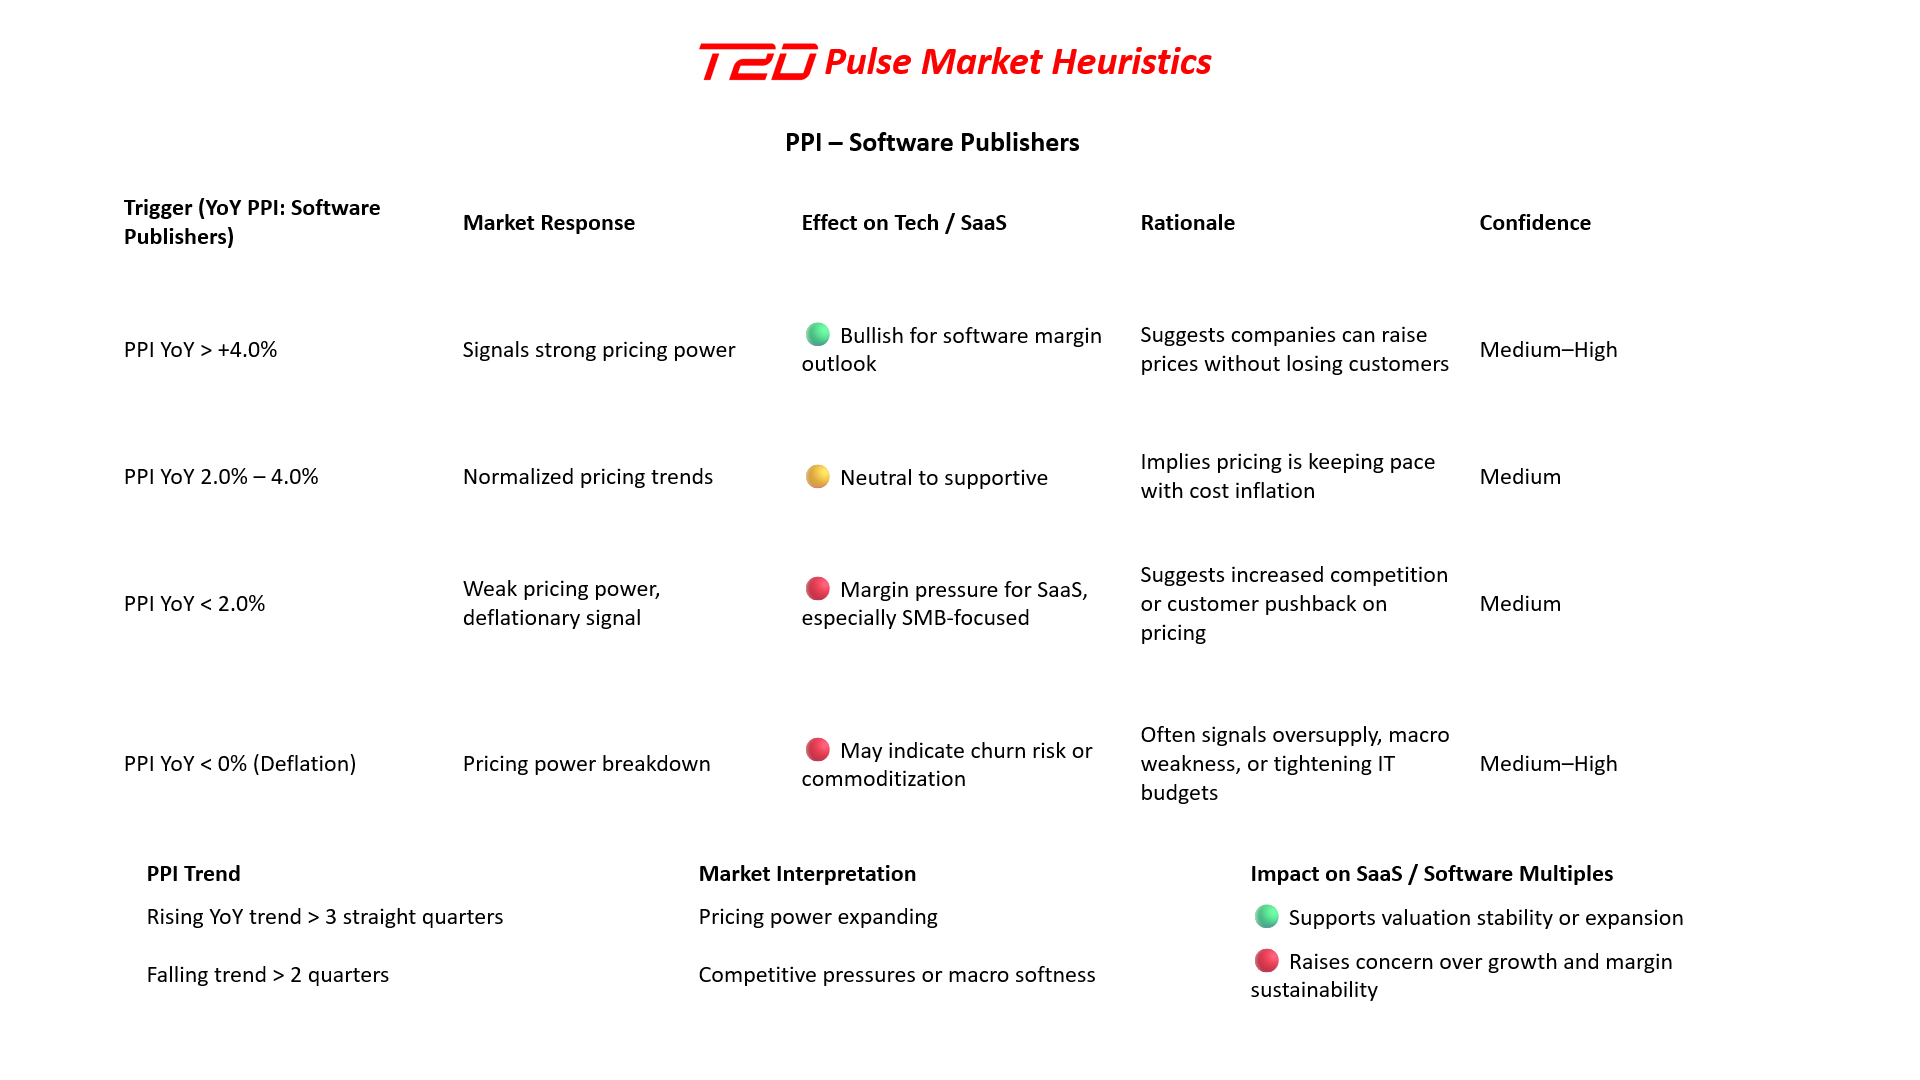 T2D Pulse Market Heuristics
PPI – Software Publishers
Trigger (YoY PPI: Software
Publishers)
Market Response
Effect on Tech / SaaS
Rationale
Confidence
PPI YoY > +4.0%
Signals strong pricing power
Bullish for software margin
outlook
Suggests companies can raise
prices without losing customers
Medium–High
PPI YoY 2.0% – 4.0%
Normalized pricing trends
Neutral to supportive
Implies pricing is keeping pace
with cost inflation
Medium
PPI YoY < 2.0%
Weak pricing power,
deflationary signal
Margin pressure for SaaS,
especially SMB-focused
Suggests increased competition
or customer pushback on
pricing
Medium
PPI YoY < 0% (Deflation)
Pricing power breakdown
May indicate churn risk or
commoditization
Often signals oversupply, macro
weakness, or tightening IT
budgets
Medium–High
PPI Trend
Market Interpretation
Impact on SaaS / Software Multiples
Rising YoY trend > 3 straight quarters
Pricing power expanding
Supports valuation stability or expansion
Falling trend > 2 quarters
Competitive pressures or macro softness
Raises concern over growth and margin
sustainability